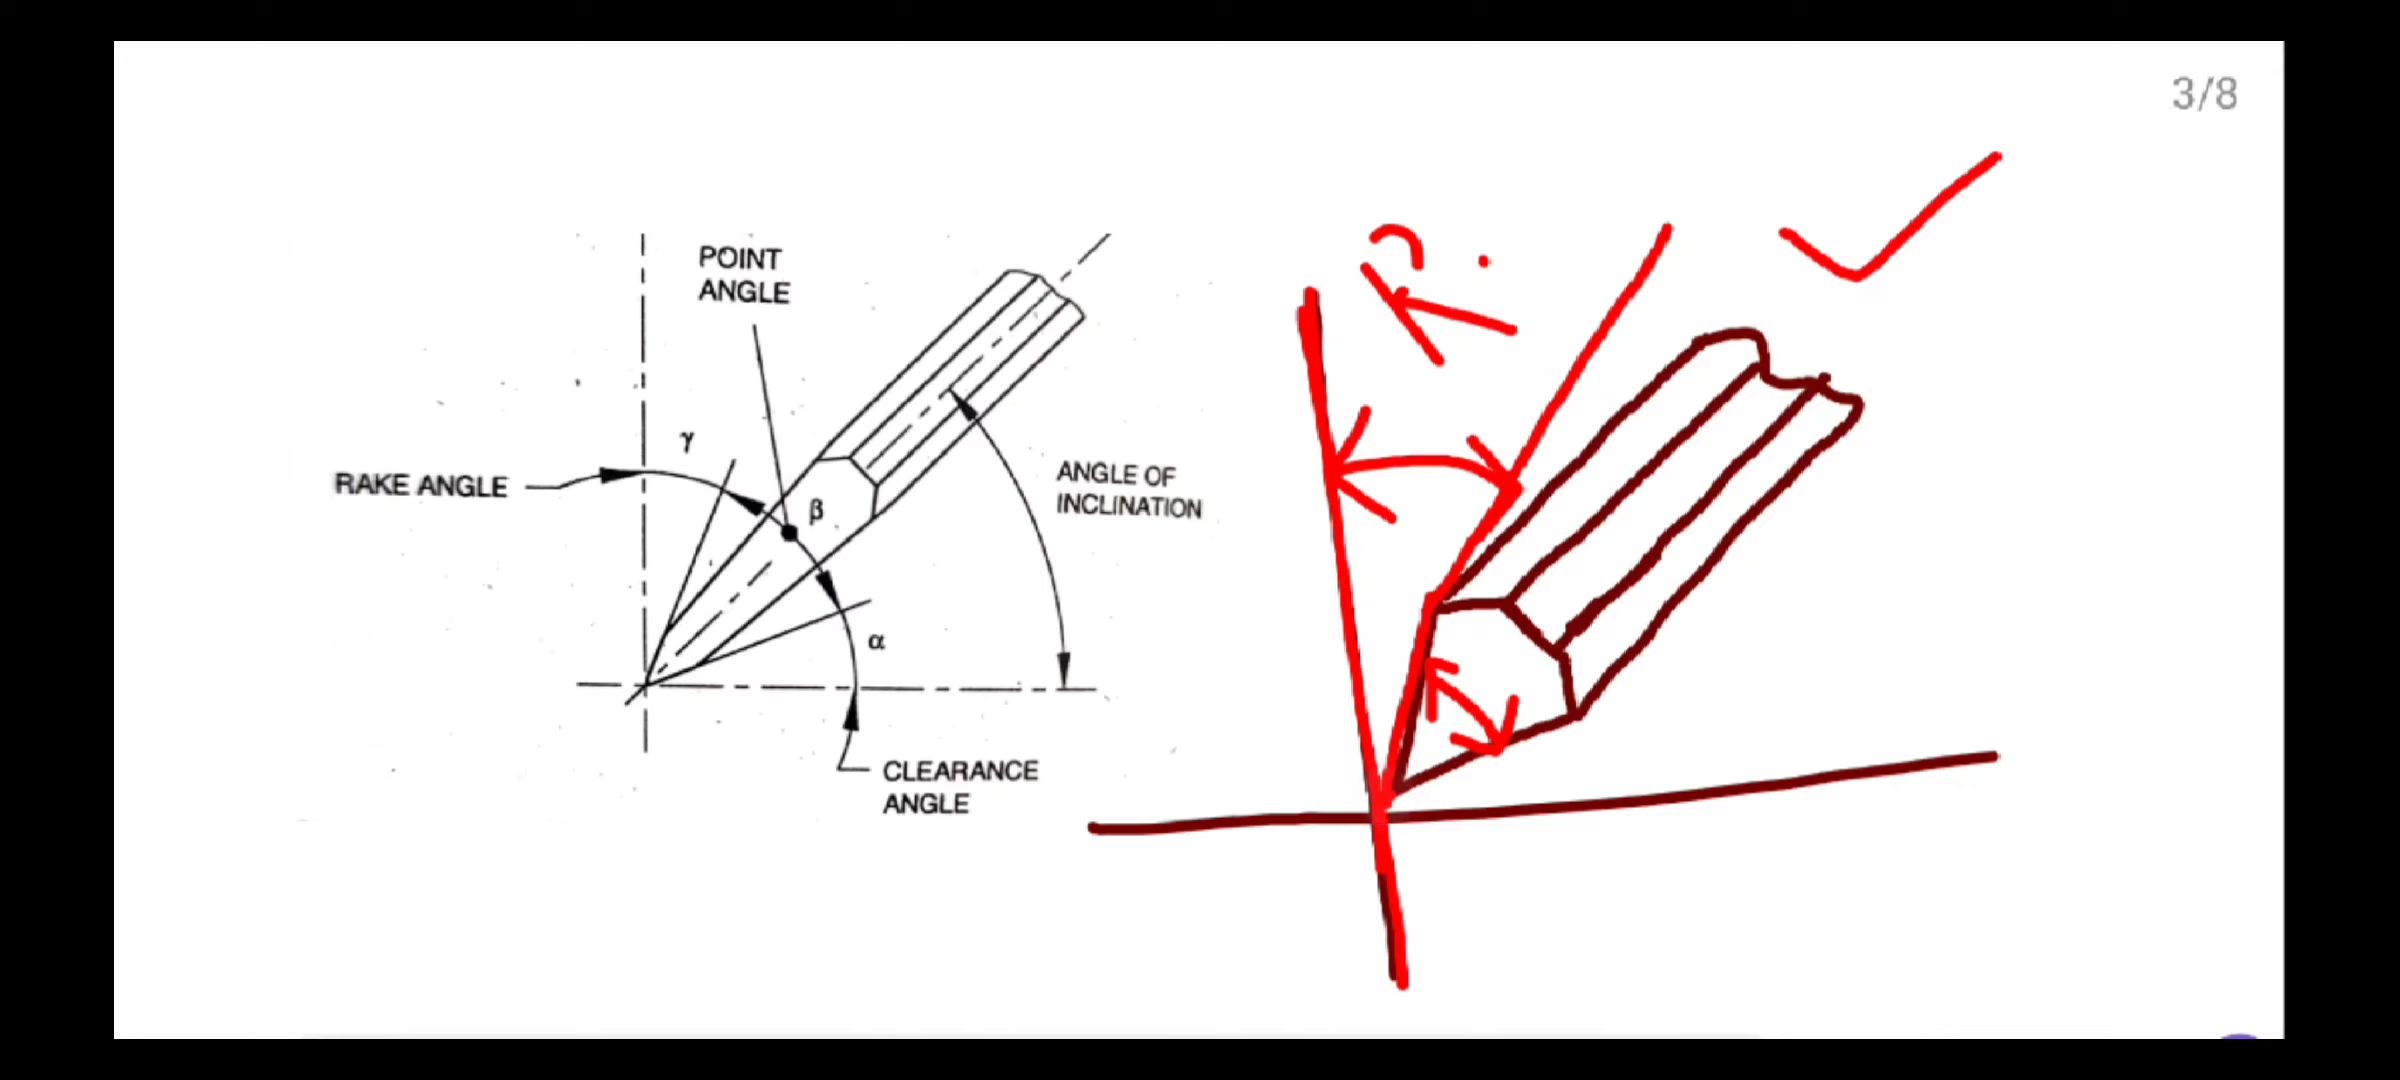 3/8
POINT
ANGLE
γ
RAKE ANGLE
β
ANGLE OF
INCLINATION
α
CLEARANCE
ANGLE
R.